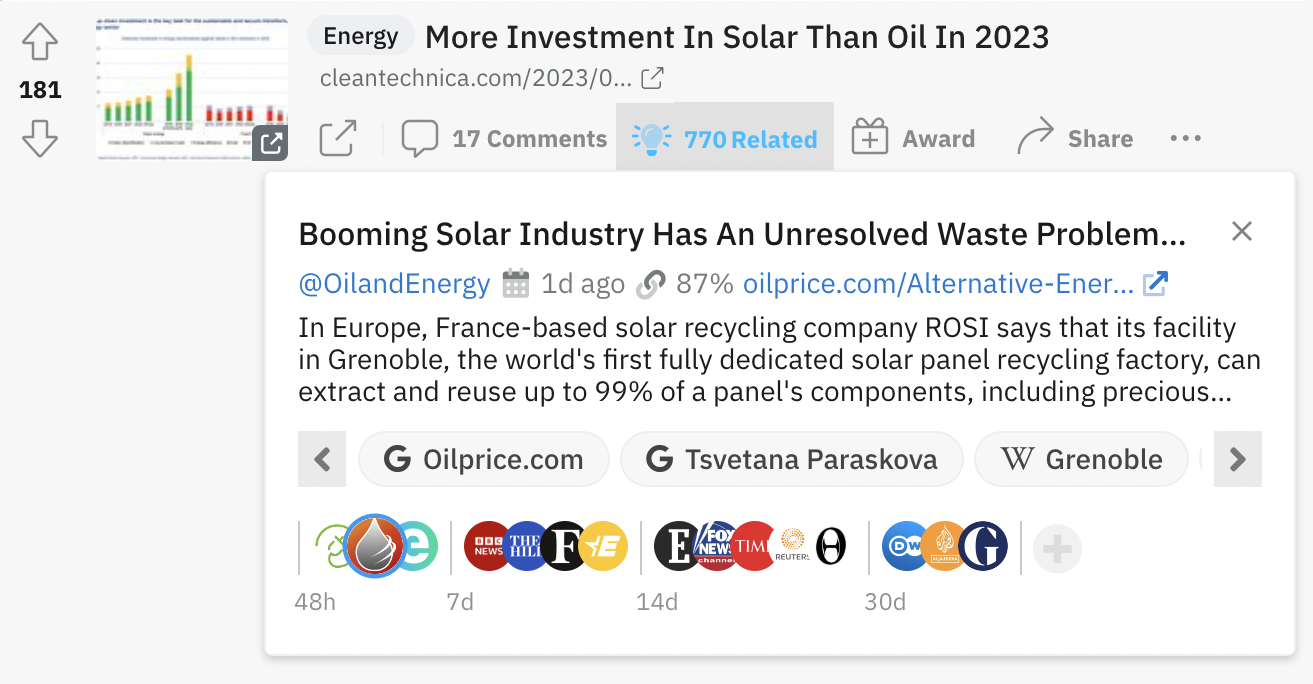 Energy More Investment In Solar Than Oil In 2023
cleantechnica.com/2023/0...
181
17 Comments 770 Related Award Share
Booming Solar Industry Has An Unresolved Waste Problem...
@OilandEnergy 1d ago 87% oilprice.com/Alternative-Ener...
In Europe, France-based solar recycling company ROSI says that its facility
in Grenoble, the world's first fully dedicated solar panel recycling factory, can
extract and reuse up to 99% of a panel's components, including precious...
G Oilprice.com G Tsvetana Paraskova W Grenoble
e BBC NEWS THE HILL F E E FOX NEWS channel TIME REUTERS DW ALJAZEERA G
48h 7d 14d 30d